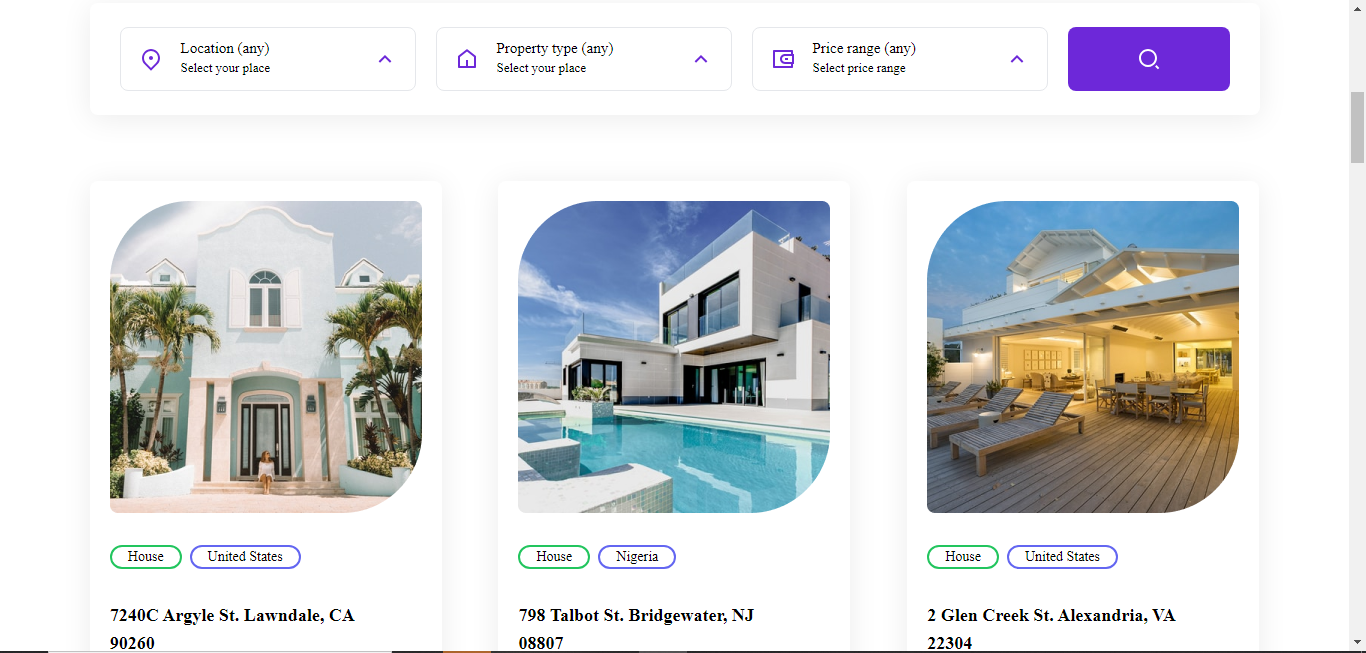 Location (any)
Select your place
Property type (any)
Select your place
Price range (any)
Select price range
House
United States
7240C Argyle St. Lawndale, CA
90260
House
Nigeria
798 Talbot St. Bridgewater, NJ
08807
House
United States
2 Glen Creek St. Alexandria, VA
22304